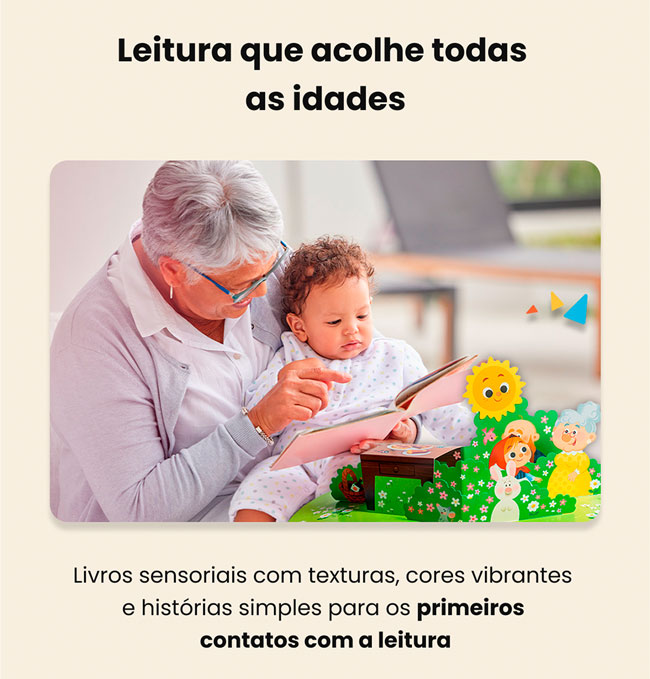 Leitura que acolhe todas
as idades
Livros sensoriais com texturas, cores vibrantes
e histórias simples para os primeiros
contatos com a leitura